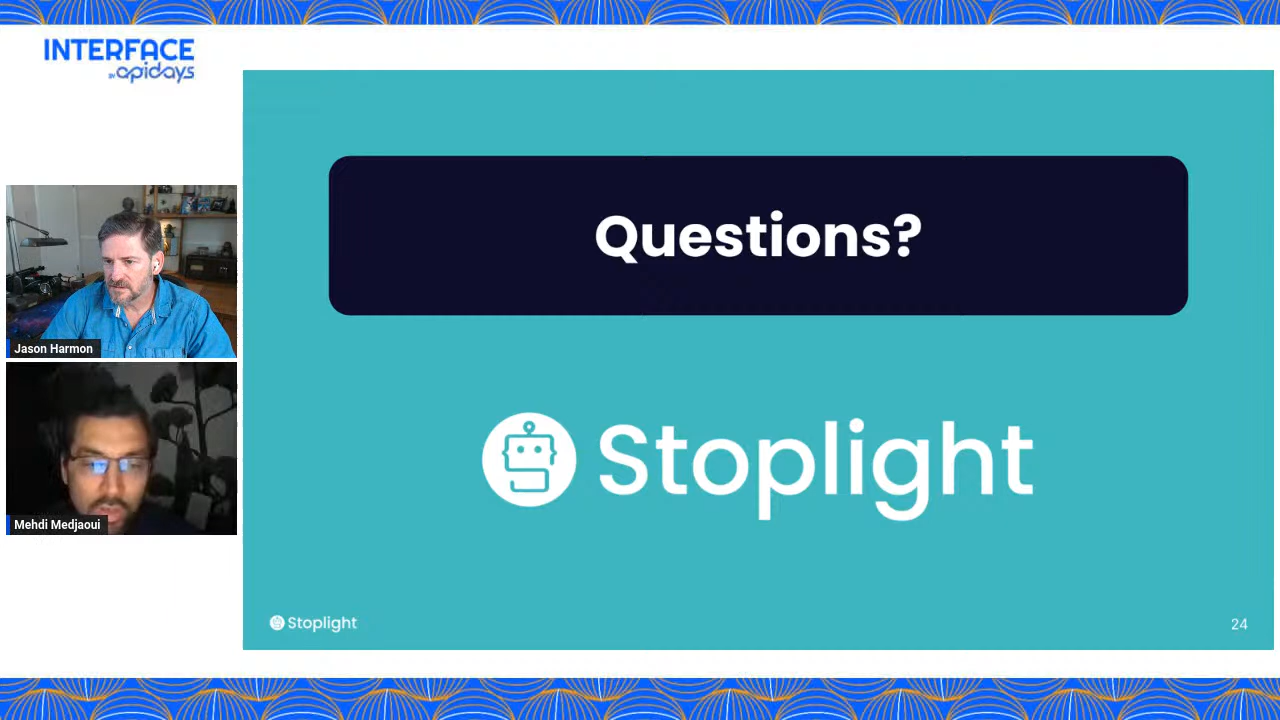 INTERFACE
BY apidays
Questions?
Jason Harmon
Stoplight
Mehdi Medjaoui
Stoplight
24